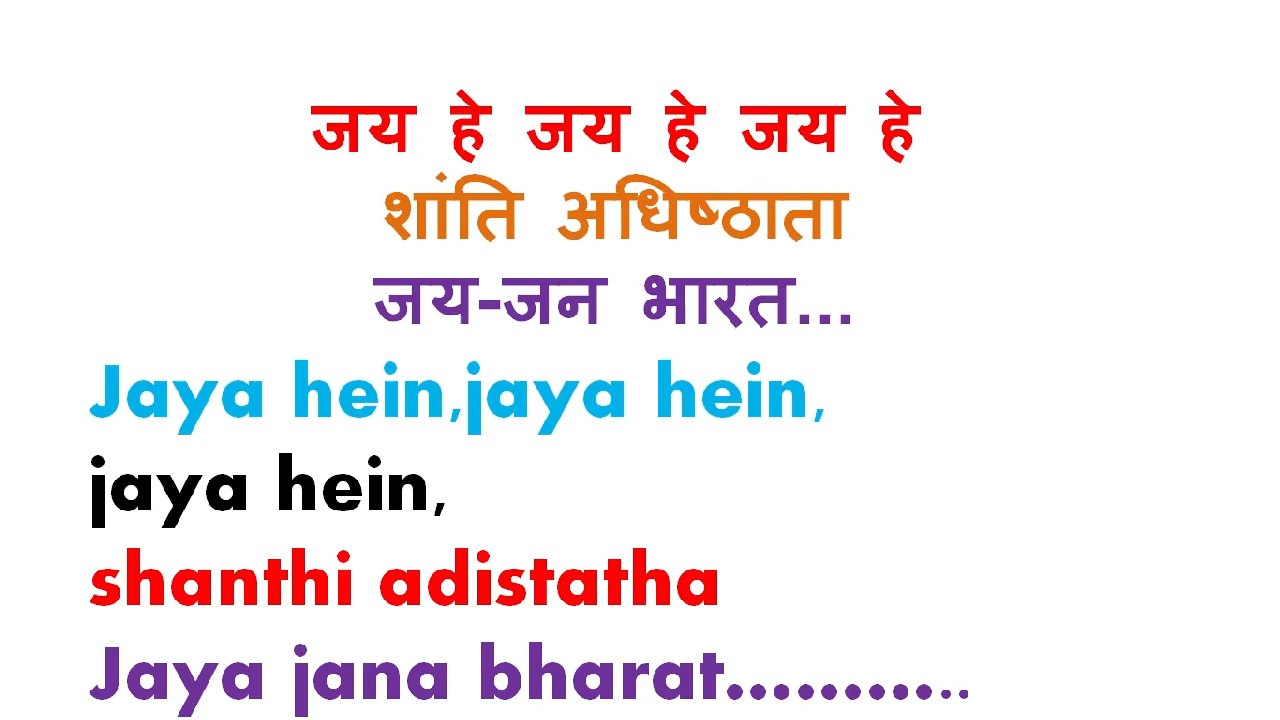 जय हे जय हे जय हे
शांति अधिष्ठाता
जय-जन भारत...
Jaya hein,jaya hein,
jaya hein,
shanthi adistatha
Jaya jana bharat...........